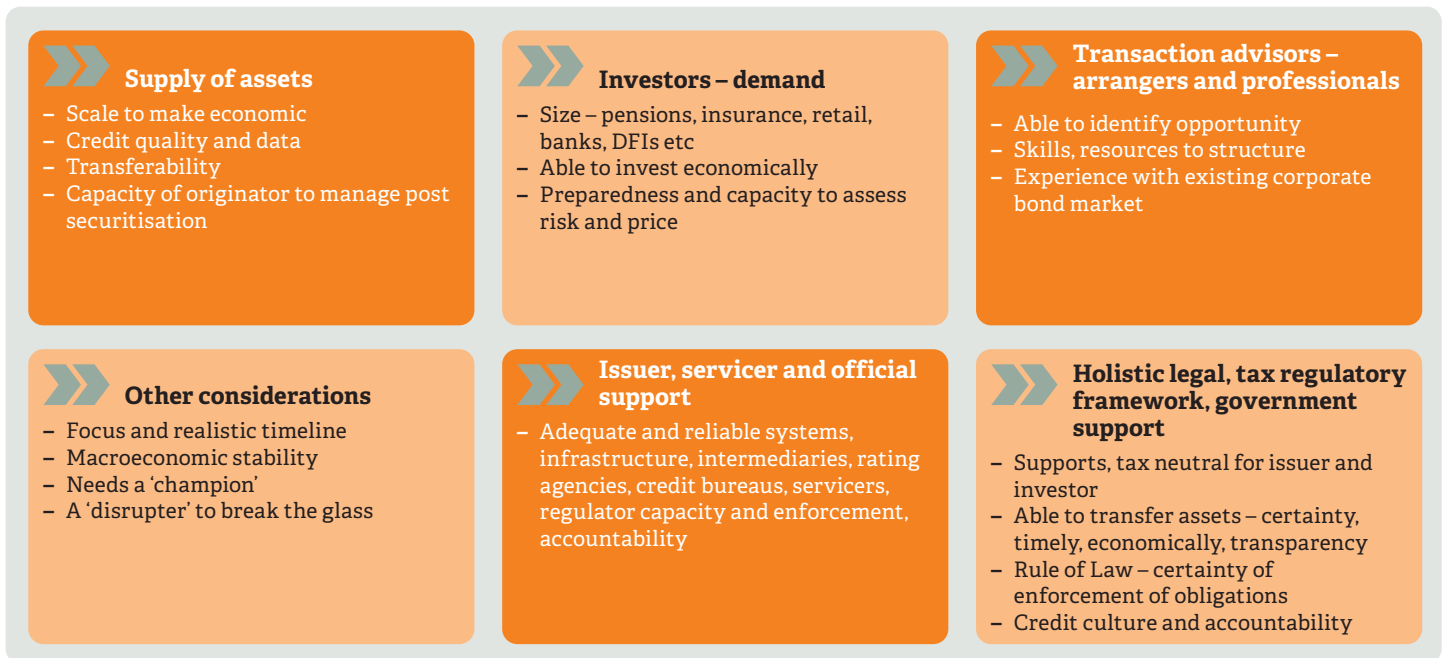 Supply of assets
– Scale to make economic
– Credit quality and data
– Transferability
– Capacity of originator to manage post
securitisation
Investors – demand
– Size – pensions, insurance, retail,
banks, DFIs etc
– Able to invest economically
– Preparedness and capacity to assess
risk and price
Transaction advisors –
arrangers and professionals
– Able to identify opportunity
– Skills, resources to structure
– Experience with existing corporate
bond market
Other considerations
– Focus and realistic timeline
– Macroeconomic stability
– Needs a ‘champion’
– A ‘disrupter’ to break the glass
Issuer, servicer and official
support
– Adequate and reliable systems,
infrastructure, intermediaries, rating
agencies, credit bureaus, servicers,
regulator capacity and enforcement,
accountability
Holistic legal, tax regulatory
framework, government
support
– Supports, tax neutral for issuer and
investor
– Able to transfer assets – certainty,
timely, economically, transparency
– Rule of Law – certainty of
enforcement of obligations
– Credit culture and accountability